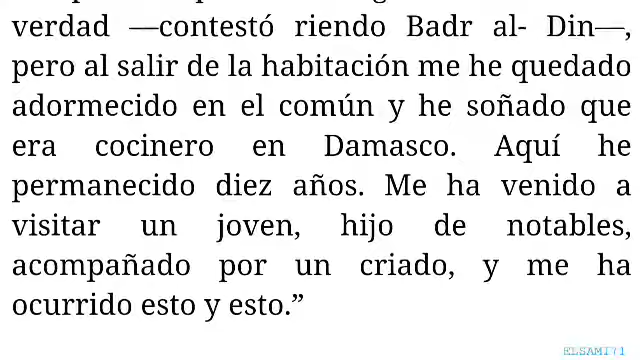 verdad —contestó riendo Badr al- Din—,
pero al salir de la habitación me he quedado
adormecido en el común y he soñado que
era cocinero en Damasco. Aquí he
permanecido diez años. Me ha venido a
visitar un joven, hijo de notables,
acompañado por un criado, y me ha
ocurrido esto y esto.”
ELSAMI71